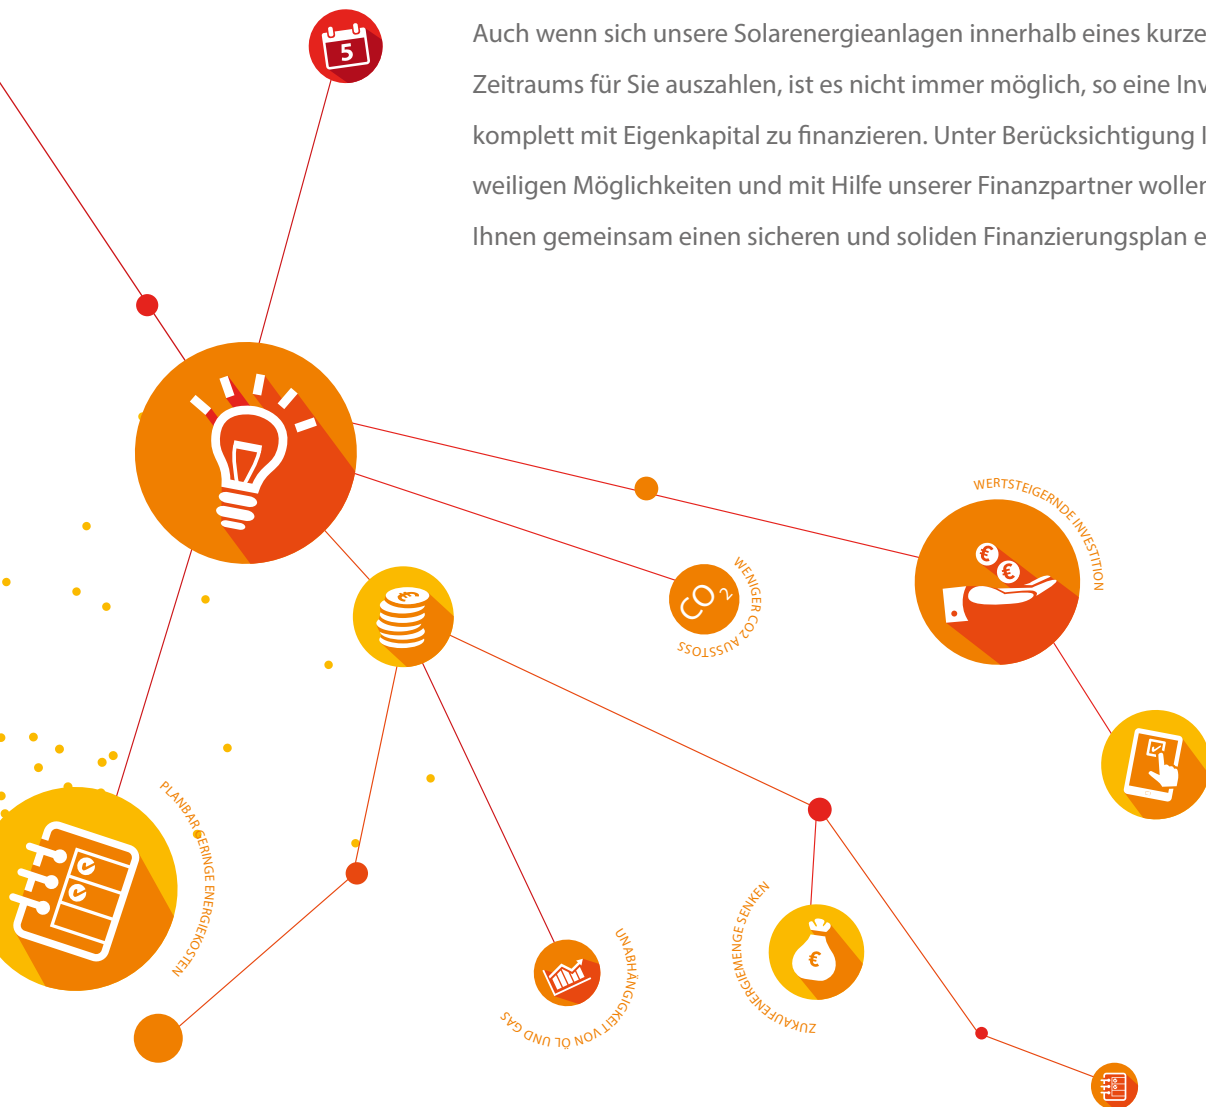 Auch wenn sich unsere Solarenergieanlagen innerhalb eines kurze
Zeitraums für Sie auszahlen, ist es nicht immer möglich, so eine Inv
komplett mit Eigenkapital zu finanzieren. Unter Berücksichtigung I
weiligen Möglichkeiten und mit Hilfe unserer Finanzpartner woller
Ihnen gemeinsam einen sicheren und soliden Finanzierungsplan e
5
WERTSTEIGERNDE INVESTITION
€
€
CO2
WENIGER CO2 AUSSTOSS
€
PLANBAR GERINGE ENERGIEKOSTEN
UNABHÄNGIGKEIT VON ÖL UND GAS
ZUKAUFENERGIEMENGE SENKEN
€